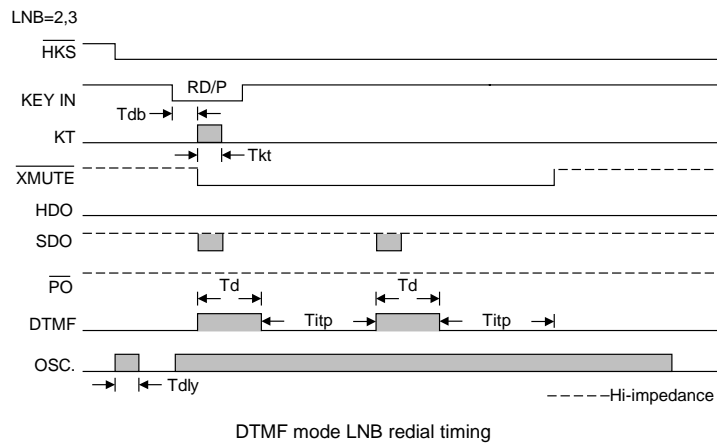 LNB=2,3
HKS
RD/P
KEY IN
Tdb
KT
Tkt
XMUTE
HDO
SDO
PO
Td Td
DTMF Titp Titp
OSC.
Tdly
Hi-impedance
DTMF mode LNB redial timing